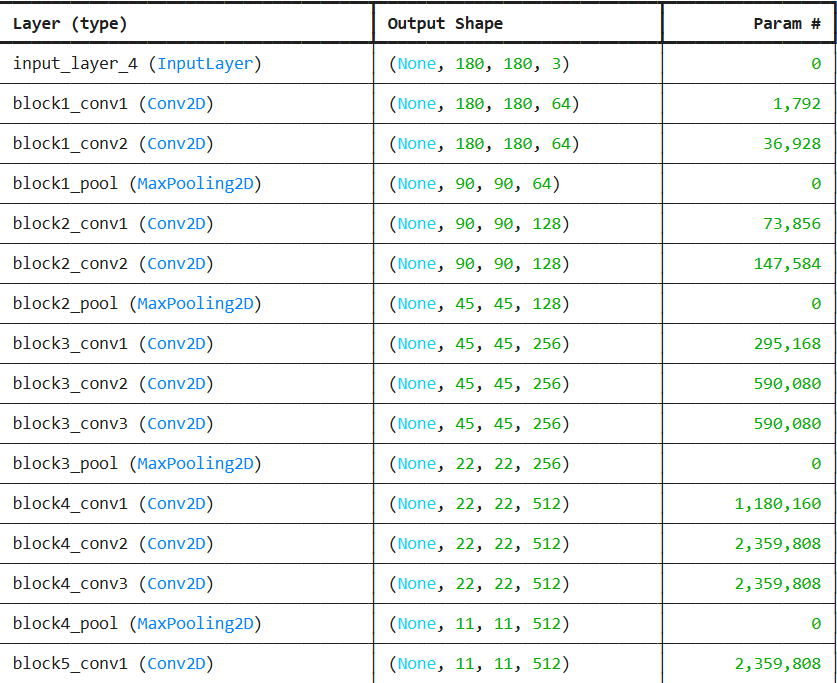 Layer (type) Output Shape Param #
input_layer_4 (InputLayer) (None, 180, 180, 3) 0
block1_conv1 (Conv2D) (None, 180, 180, 64) 1,792
block1_conv2 (Conv2D) (None, 180, 180, 64) 36,928
block1_pool (MaxPooling2D) (None, 90, 90, 64) 0
block2_conv1 (Conv2D) (None, 90, 90, 128) 73,856
block2_conv2 (Conv2D) (None, 90, 90, 128) 147,584
block2_pool (MaxPooling2D) (None, 45, 45, 128) 0
block3_conv1 (Conv2D) (None, 45, 45, 256) 295,168
block3_conv2 (Conv2D) (None, 45, 45, 256) 590,080
block3_conv3 (Conv2D) (None, 45, 45, 256) 590,080
block3_pool (MaxPooling2D) (None, 22, 22, 256) 0
block4_conv1 (Conv2D) (None, 22, 22, 512) 1,180,160
block4_conv2 (Conv2D) (None, 22, 22, 512) 2,359,808
block4_conv3 (Conv2D) (None, 22, 22, 512) 2,359,808
block4_pool (MaxPooling2D) (None, 11, 11, 512) 0
block5_conv1 (Conv2D) (None, 11, 11, 512) 2,359,808